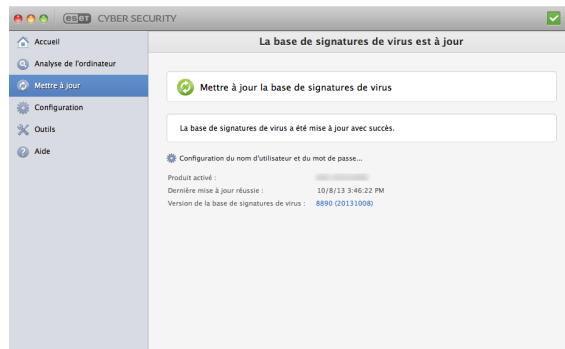 eset CYBER SECURITY
Accueil
Analyse de l'ordinateur
Mettre à jour
Configuration
Outils
Aide
La base de signatures de virus est à jour
Mettre à jour la base de signatures de virus
La base de signatures de virus a été mise à jour avec succès.
Configuration du nom d'utilisateur et du mot de passe...
Produit activé :
Dernière mise à jour réussie : 10/8/13 3:46:22 PM
Version de la base de signatures de virus : 8890 (20131008)